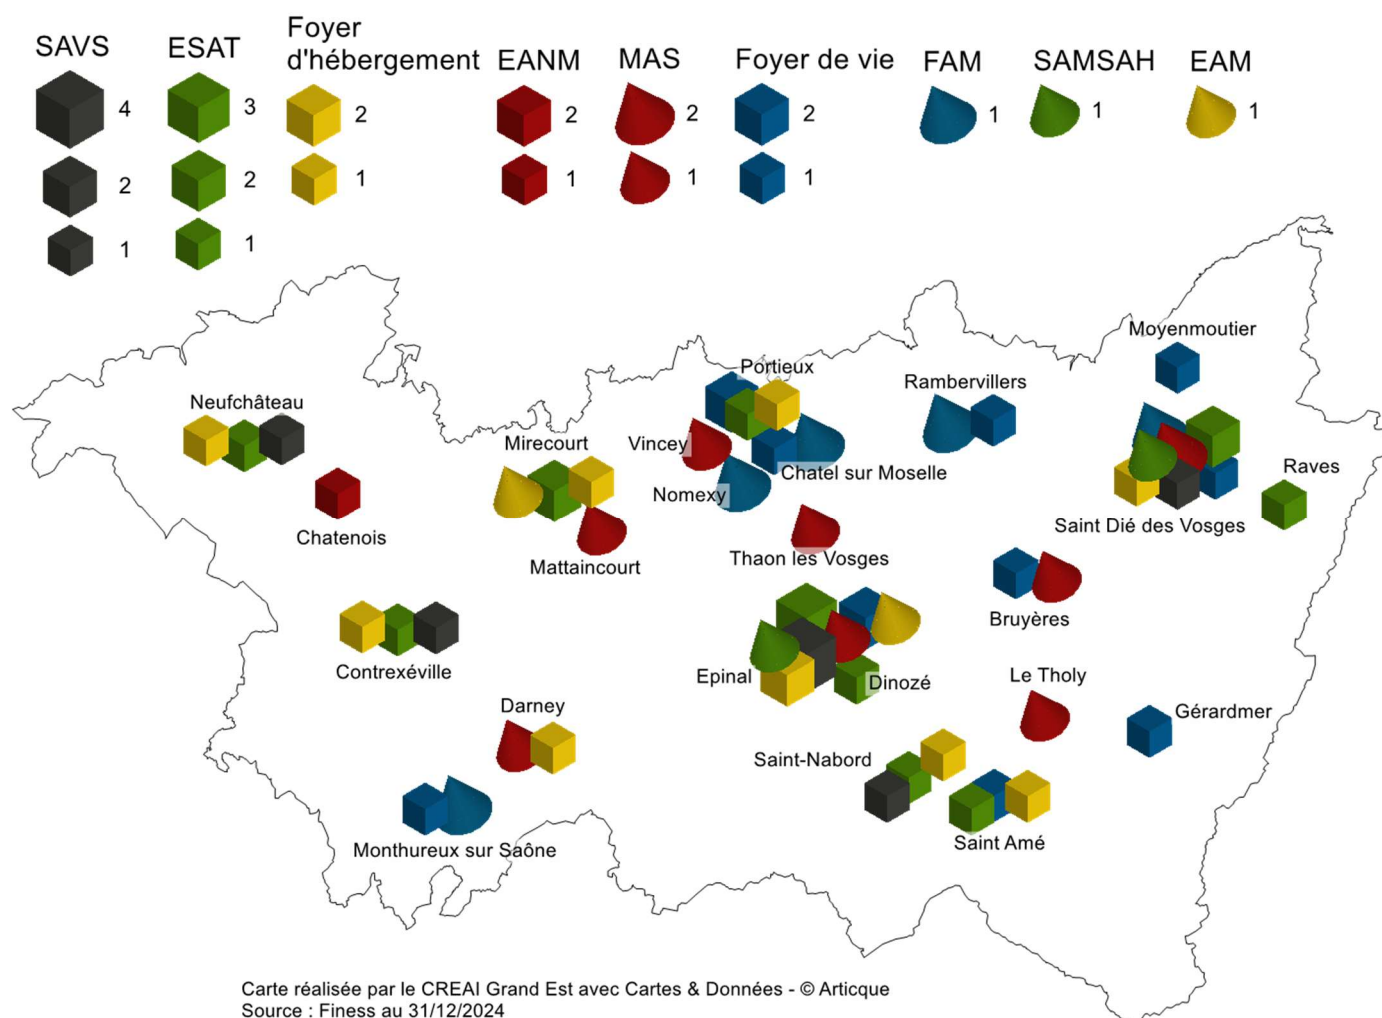 SAVS
ESAT
Foyer
d'hébergement
EANM
MAS
Foyer de vie
FAM
SAMSAH
EAM
4
3
2
2
2
2
1
1
1
2
2
1
1
1
1
1
1
Moyenmoutier
Portieux
Rambervillers
Neufchâteau
Mirecourt
Vincey
Chatel sur Moselle
Raves
Nomexy
Saint Dié des Vosges
Chatenois
Mattaincourt
Thaon les Vosges
Bruyères
Contrexéville
Epinal
Dinozé
Le Tholy
Darney
Gérardmer
Saint-Nabord
Saint Amé
Monthureux sur Saône
Carte réalisée par le CREAI Grand Est avec Cartes & Données - © Articque
Source : Finess au 31/12/2024